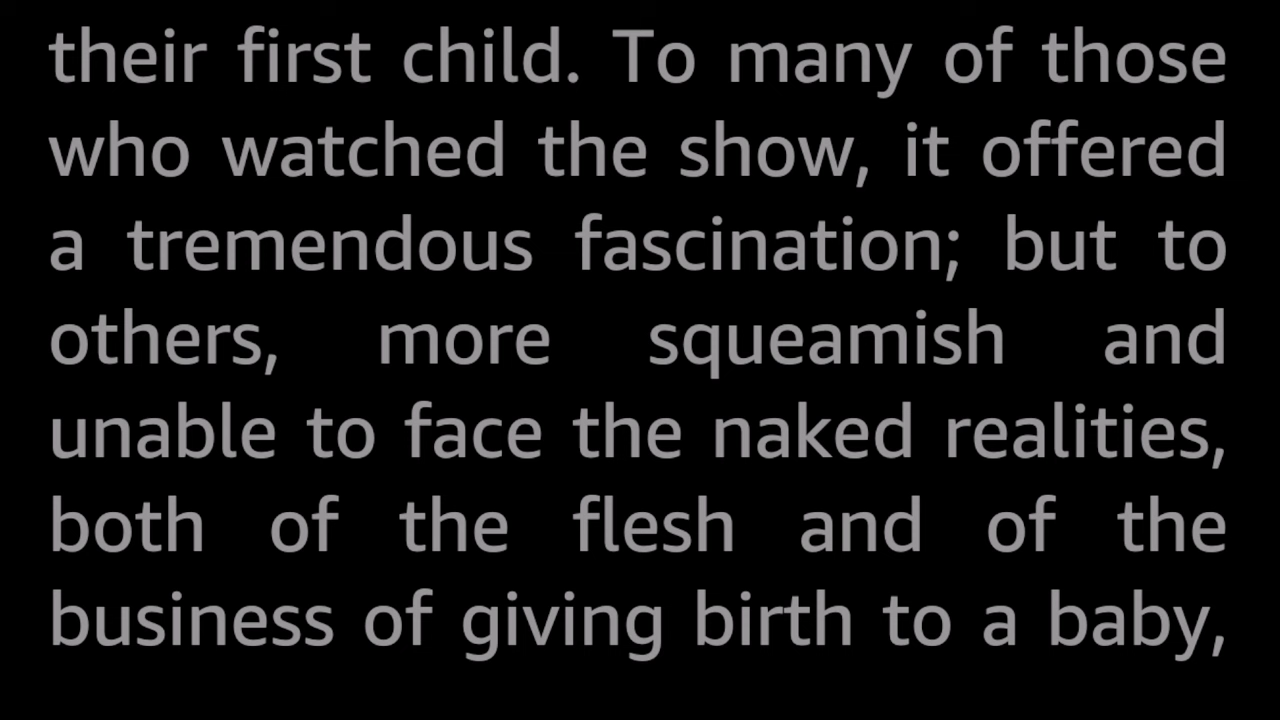 their first child. To many of those
who watched the show, it offered
a tremendous fascination; but to
others, more squeamish and
unable to face the naked realities,
both of the flesh and of the
business of giving birth to a baby,